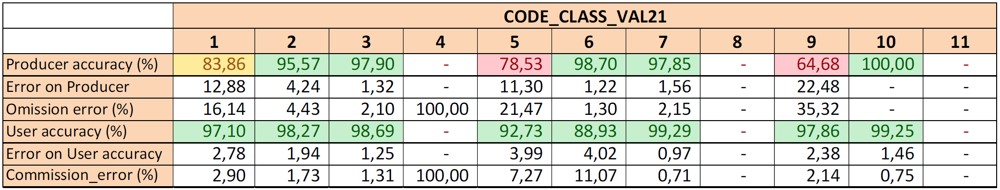 CODE_CLASS_VAL21
1 2 3 4 5 6 7 8 9 10 11
Producer accuracy (%) 83,86 95,57 97,90 - 78,53 98,70 97,85 - 64,68 100,00 -
Error on Producer 12,88 4,24 1,32 - 11,30 1,22 1,56 - 22,48 - -
Omission error (%) 16,14 4,43 2,10 100,00 21,47 1,30 2,15 - 35,32 - -
User accuracy (%) 97,10 98,27 98,69 - 92,73 88,93 99,29 - 97,86 99,25 -
Error on User accuracy 2,78 1,94 1,25 - 3,99 4,02 0,97 - 2,38 1,46 -
Commission_error (%) 2,90 1,73 1,31 100,00 7,27 11,07 0,71 - 2,14 0,75 -